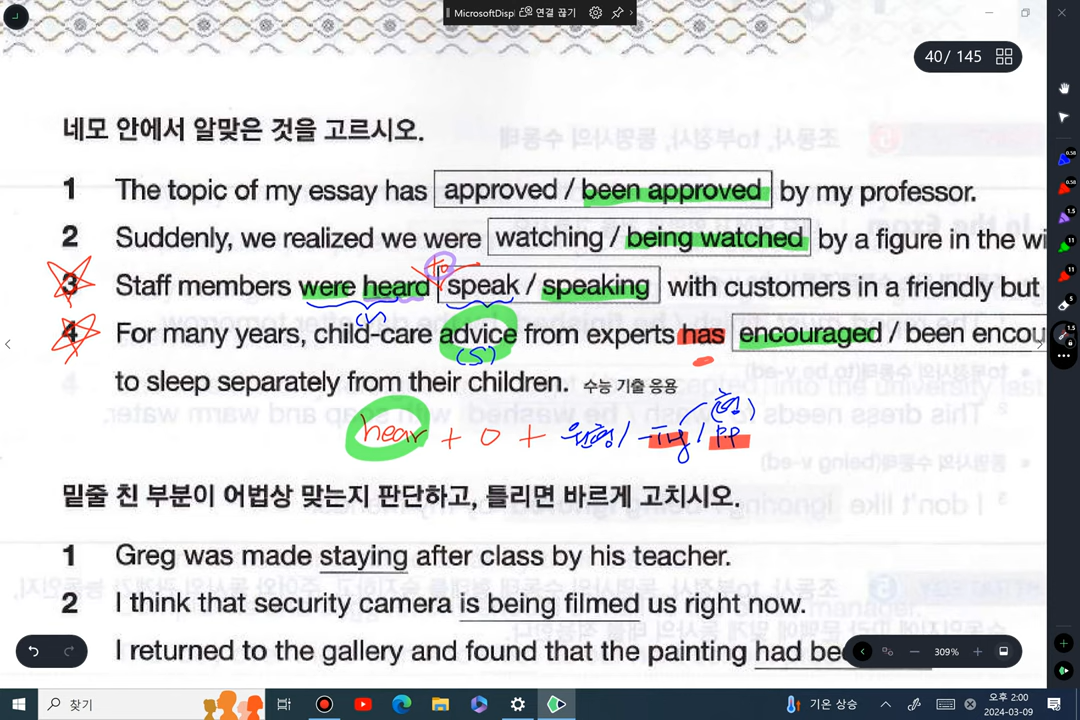 MicrosoftDisp 연결 끊기
40 / 145
네모 안에서 알맞은 것을 고르시오.
1 The topic of my essay has approved / been approved by my professor.
2 Suddenly, we realized we were watching / being watched by a figure in the wi
to
3 Staff members were heard speak / speaking with customers in a friendly but
(V)
4 For many years, child-care advice from experts has encouraged / been encou
(S)
to sleep separately from their children. 수능 기출 응용
(형)
hear + O + 원형 / -ing / p.p
밑줄 친 부분이 어법상 맞는지 판단하고, 틀리면 바르게 고치시오.
1 Greg was made staying after class by his teacher.
2 I think that security camera is being filmed us right now.
I returned to the gallery and found that the painting had be
309%
찾기
기온 상승
오후 2:00
2024-03-09